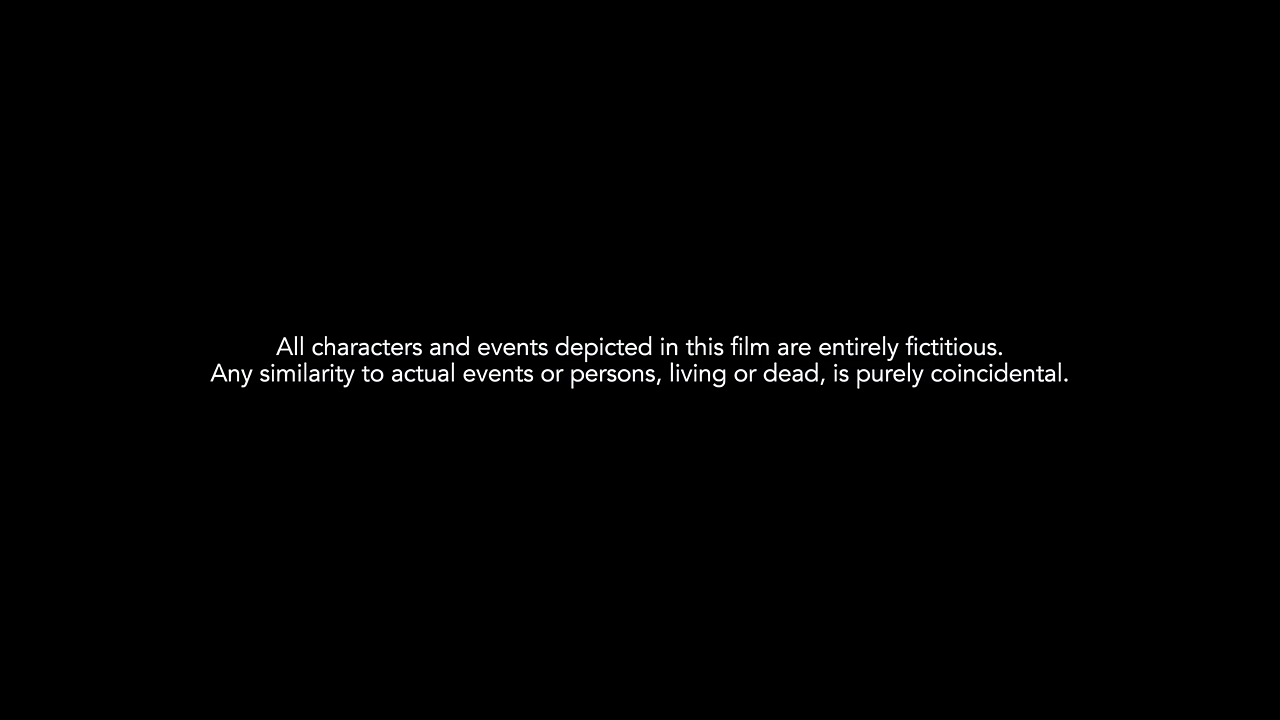 All characters and events depicted in this film are entirely fictitious.
Any similarity to actual events or persons, living or dead, is purely coincidental.